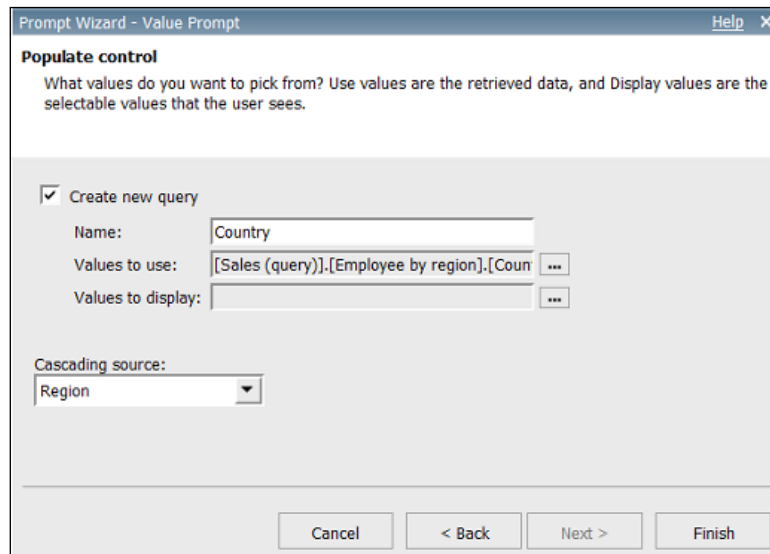 Prompt Wizard - Value Prompt Help X
Populate control
What values do you want to pick from? Use values are the retrieved data, and Display values are the
selectable values that the user sees.
Create new query
Name: Country
Values to use: [Sales (query)].[Employee by region].[Coun ...
Values to display: ...
Cascading source:
Region
Cancel < Back Next > Finish